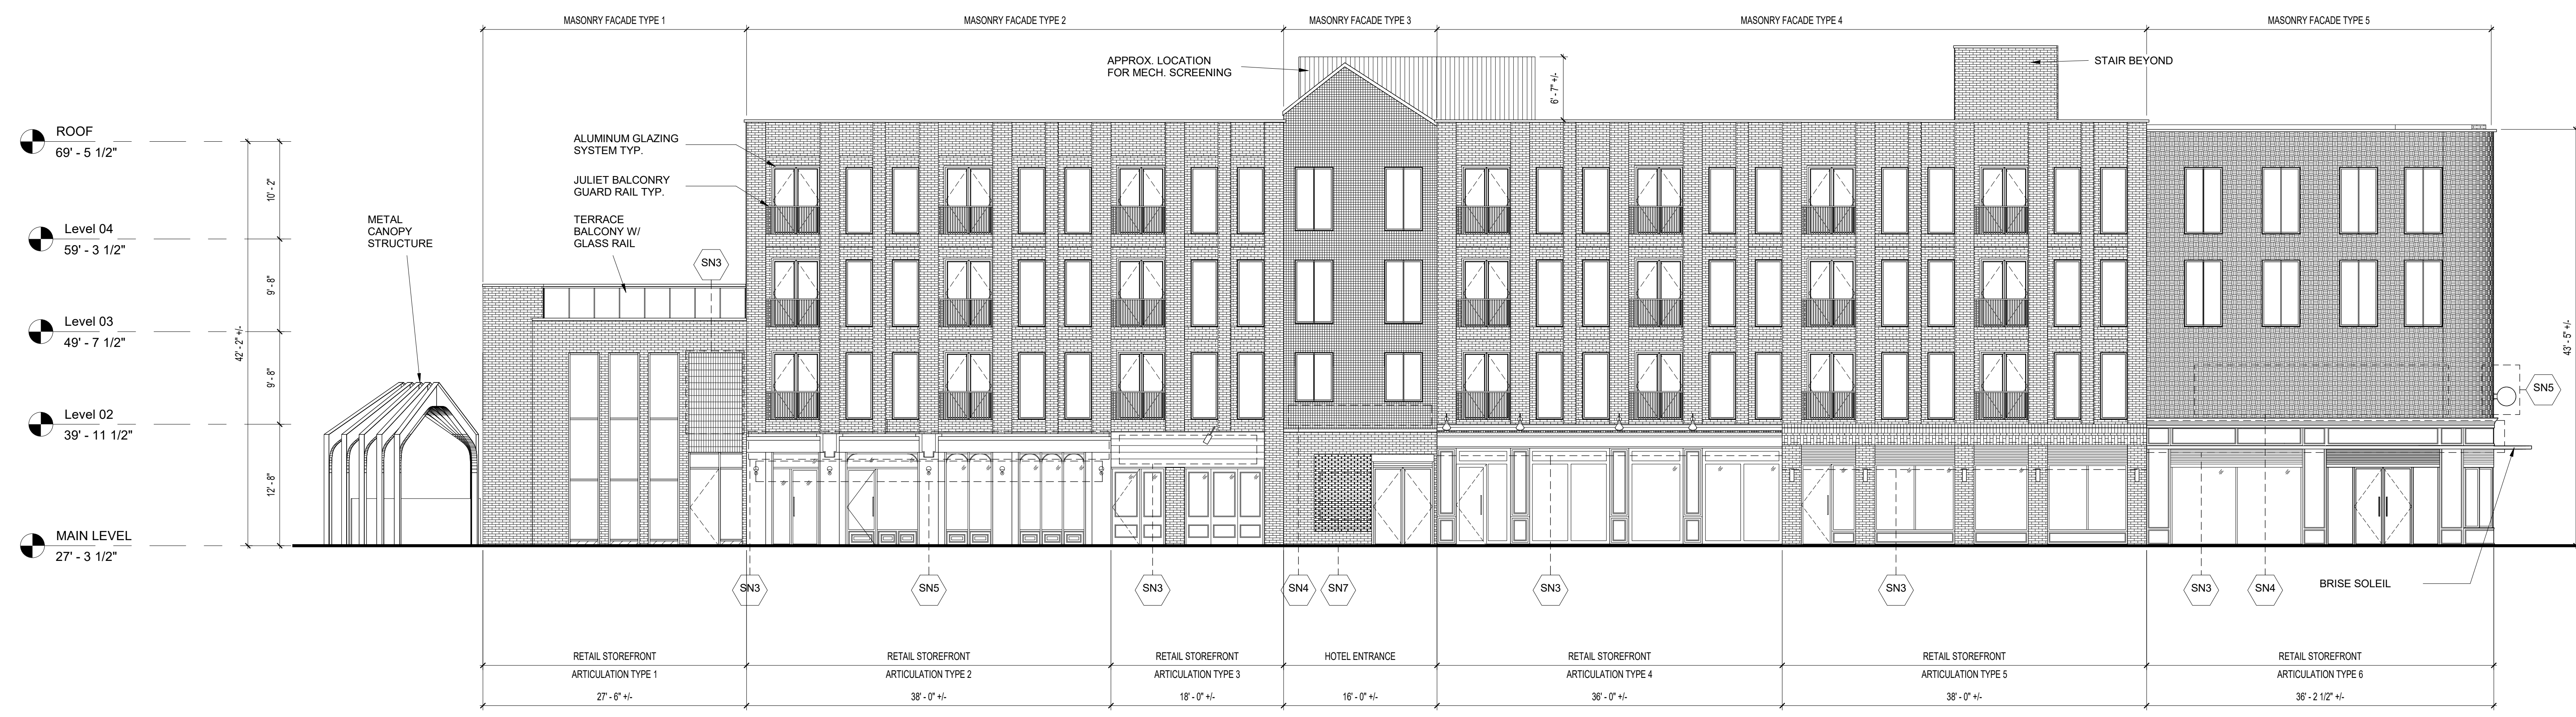 MASONRY FACADE TYPE 1
MASONRY FACADE TYPE 2
MASONRY FACADE TYPE 3
MASONRY FACADE TYPE 4
MASONRY FACADE TYPE 5
APPROX. LOCATION
FOR MECH. SCREENING
6' - 7" +/-
STAIR BEYOND
ROOF
69' - 5 1/2"
Level 04
59' - 3 1/2"
Level 03
49' - 7 1/2"
Level 02
39' - 11 1/2"
MAIN LEVEL
27' - 3 1/2"
42' - 2" +/-
10' - 2"
9' - 8"
9' - 8"
12' - 8"
METAL
CANOPY
STRUCTURE
ALUMINUM GLAZING
SYSTEM TYP.
JULIET BALCONRY
GUARD RAIL TYP.
TERRACE
BALCONY W/
GLASS RAIL
SN3
43' - 5" +/-
SN5
SN3
SN5
SN3
SN4
SN7
SN3
SN3
SN3
SN4
BRISE SOLEIL
RETAIL STOREFRONT
ARTICULATION TYPE 1
27' - 6" +/-
RETAIL STOREFRONT
ARTICULATION TYPE 2
38' - 0" +/-
RETAIL STOREFRONT
ARTICULATION TYPE 3
18' - 0" +/-
HOTEL ENTRANCE
16' - 0" +/-
RETAIL STOREFRONT
ARTICULATION TYPE 4
36' - 0" +/-
RETAIL STOREFRONT
ARTICULATION TYPE 5
38' - 0" +/-
RETAIL STOREFRONT
ARTICULATION TYPE 6
36' - 2 1/2" +/-